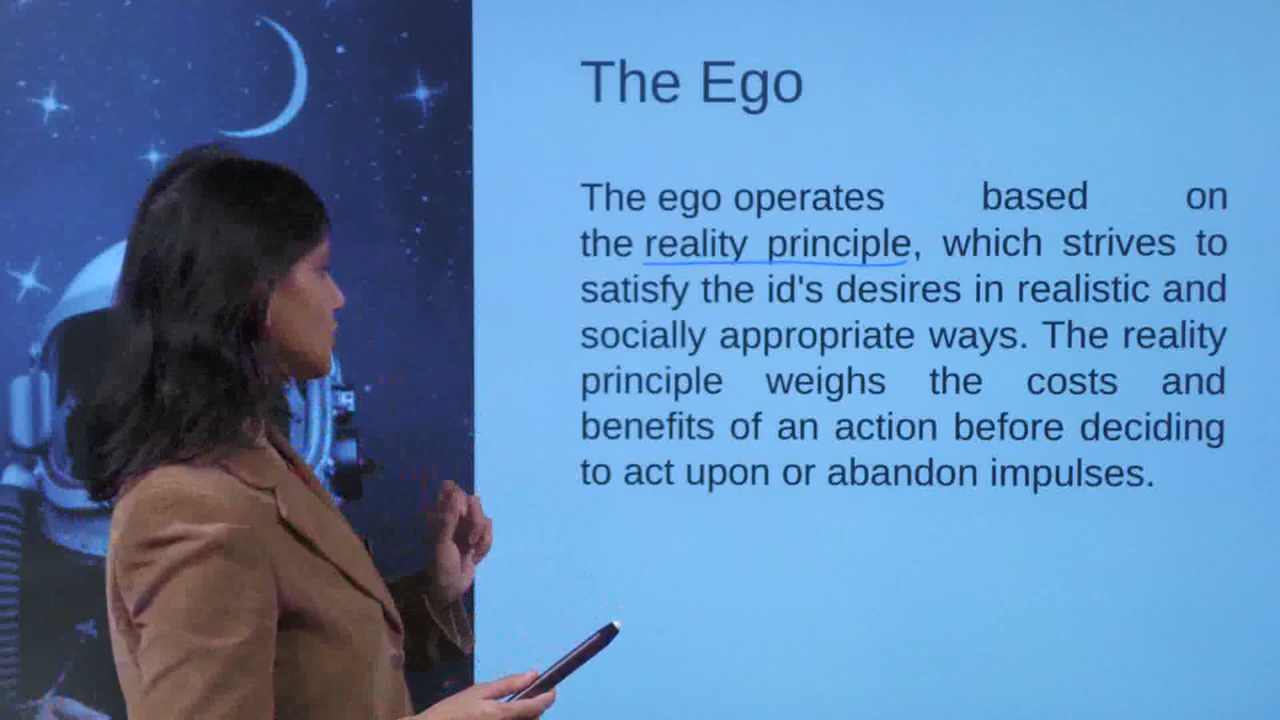 The Ego
The ego operates based on
the reality principle, which strives to
satisfy the id's desires in realistic and
socially appropriate ways. The reality
principle weighs the costs and
benefits of an action before deciding
to act upon or abandon impulses.